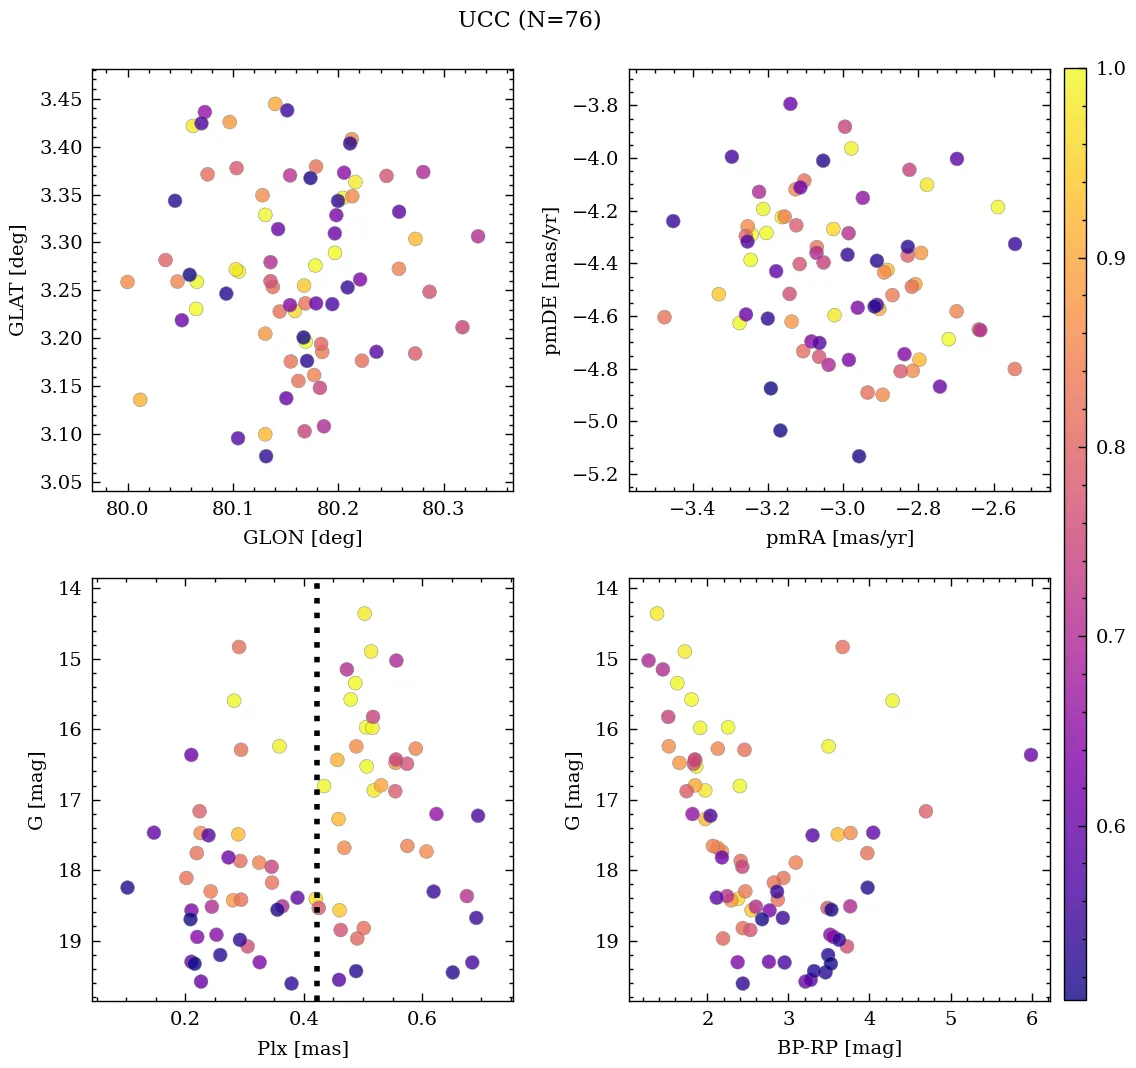 UCC (N=76)
3.45
3.40
3.35
3.30
3.25
3.20
3.15
3.10
3.05
GLAT [deg]
80.0 80.1 80.2 80.3
GLON [deg]
−3.8
−4.0
−4.2
−4.4
−4.6
−4.8
−5.0
−5.2
pmDE [mas/yr]
−3.4 −3.2 −3.0 −2.8 −2.6
pmRA [mas/yr]
1.0
0.9
0.8
0.7
0.6
14
15
16
17
18
19
G [mag]
0.2 0.4 0.6
Plx [mas]
14
15
16
17
18
19
G [mag]
2 3 4 5 6
BP-RP [mag]